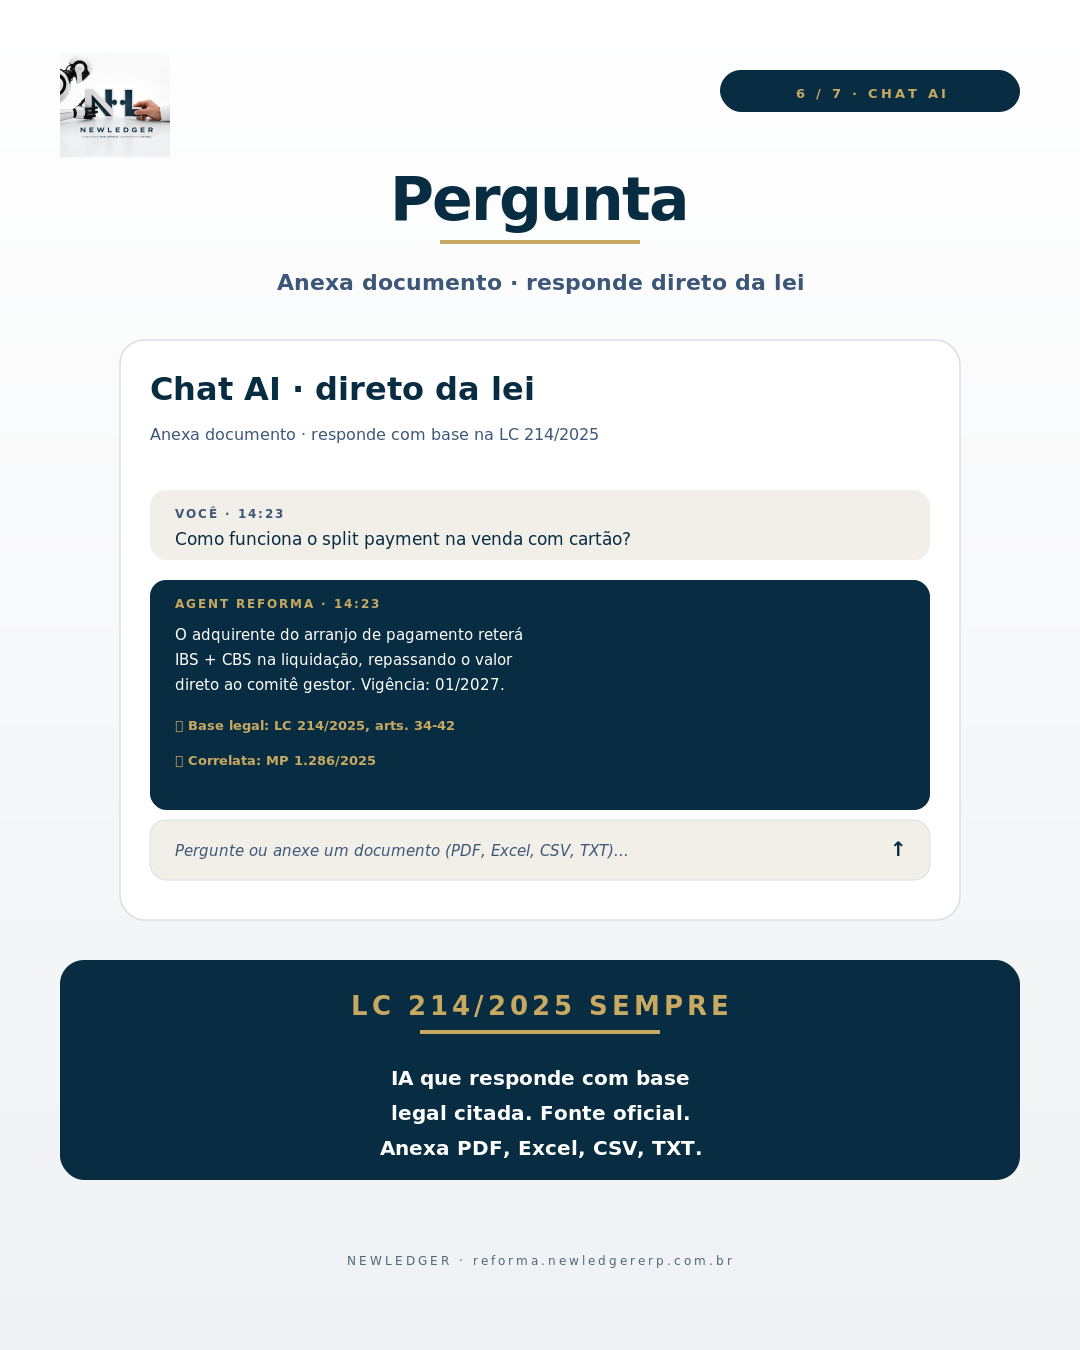 NEWLEDGER
6 / 7 · CHAT AI
Pergunta
Anexa documento · responde direto da lei
Chat AI · direto da lei
Anexa documento · responde com base na LC 214/2025
VOCÊ · 14:23
Como funciona o split payment na venda com cartão?
AGENT REFORMA · 14:23
O adquirente do arranjo de pagamento reterá
IBS + CBS na liquidação, repassando o valor
direto ao comitê gestor. Vigência: 01/2027.
Base legal: LC 214/2025, arts. 34-42
Correlata: MP 1.286/2025
Pergunte ou anexe um documento (PDF, Excel, CSV, TXT)...
↑
LC 214/2025 SEMPRE
IA que responde com base
legal citada. Fonte oficial.
Anexa PDF, Excel, CSV, TXT.
NEWLEDGER · reforma.newledgererp.com.br